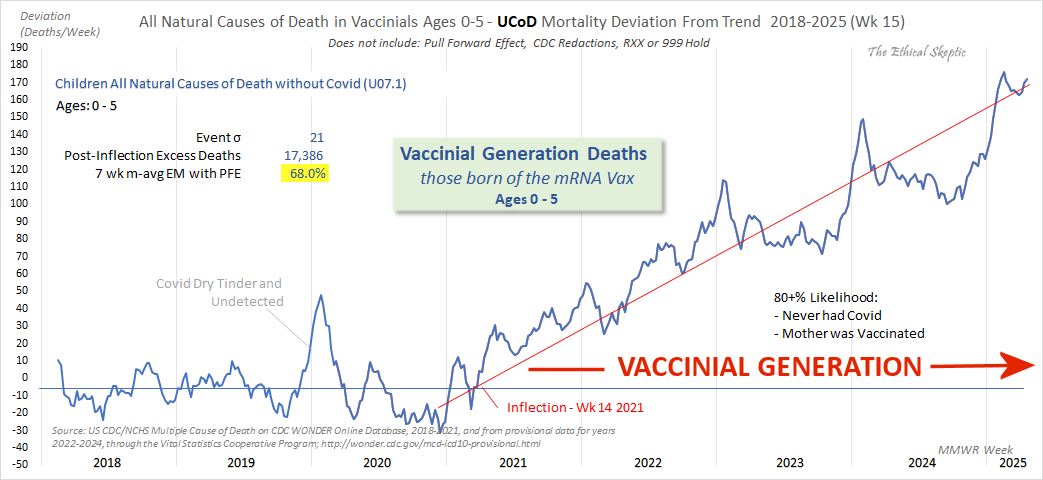 All Natural Causes of Death in Vaccinials Ages 0-5 - UCoD Mortality Deviation From Trend 2018-2025 (Wk 15)
Deviation
(Deaths/Week)
Does not include: Pull Forward Effect, CDC Redactions, RXX or 999 Hold
The Ethical Skeptic
190
180
170
160
150
140
130
120
110
100
90
80
70
60
50
40
30
20
10
0
-10
-20
-30
-40
-50
Children All Natural Causes of Death without Covid (U07.1)
Ages: 0 - 5
Event σ 21
Post-Inflection Excess Deaths 17,386
7 wk m-avg EM with PFE 68.0%
Vaccinial Generation Deaths
those born of the mRNA Vax
Ages 0 - 5
Covid Dry Tinder and
Undetected
80+% Likelihood:
- Never had Covid
- Mother was Vaccinated
VACCINIAL GENERATION
Inflection - Wk 14 2021
Source: US CDC/NCHS Multiple Cause of Death on CDC WONDER Online Database, 2018-2021, and from provisional data for years
2022-2024, through the Vital Statistics Cooperative Program; http://wonder.cdc.gov/mcd-icd10-provisional.html
MMWR Week
2018 2019 2020 2021 2022 2023 2024 2025